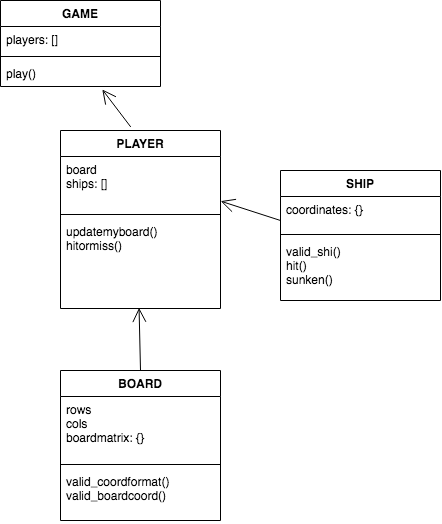 GAME
players: []
play()
PLAYER
board
ships: []
updatemyboard()
hitormiss()
SHIP
coordinates: {}
valid_shi()
hit()
sunken()
BOARD
rows
cols
boardmatrix: {}
valid_coordformat()
valid_boardcoord()